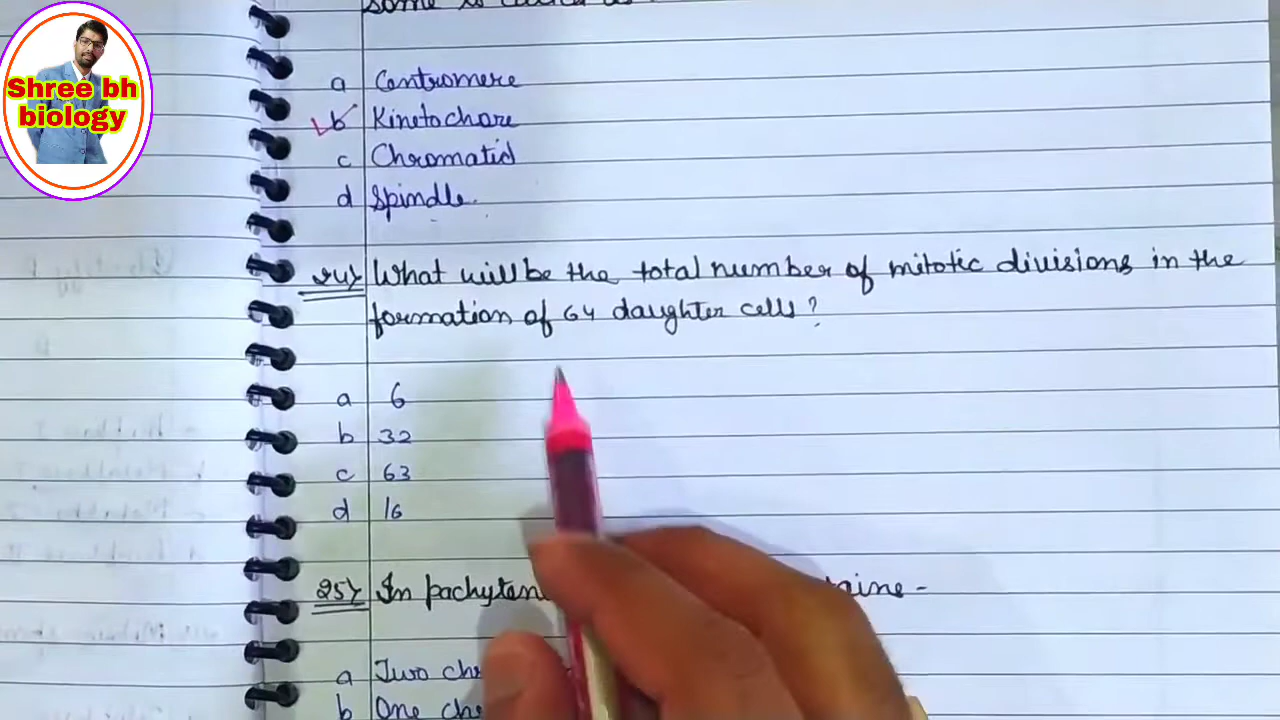 Shree bh
biology
a Centromere
b Kinetochore
c Chromatid
d Spindle.
24} What will be the total number of mitotic divisions in the
formation of 64 daughter cells?
a 6
b 32
c 63
d 16
25} In
a Two
b One